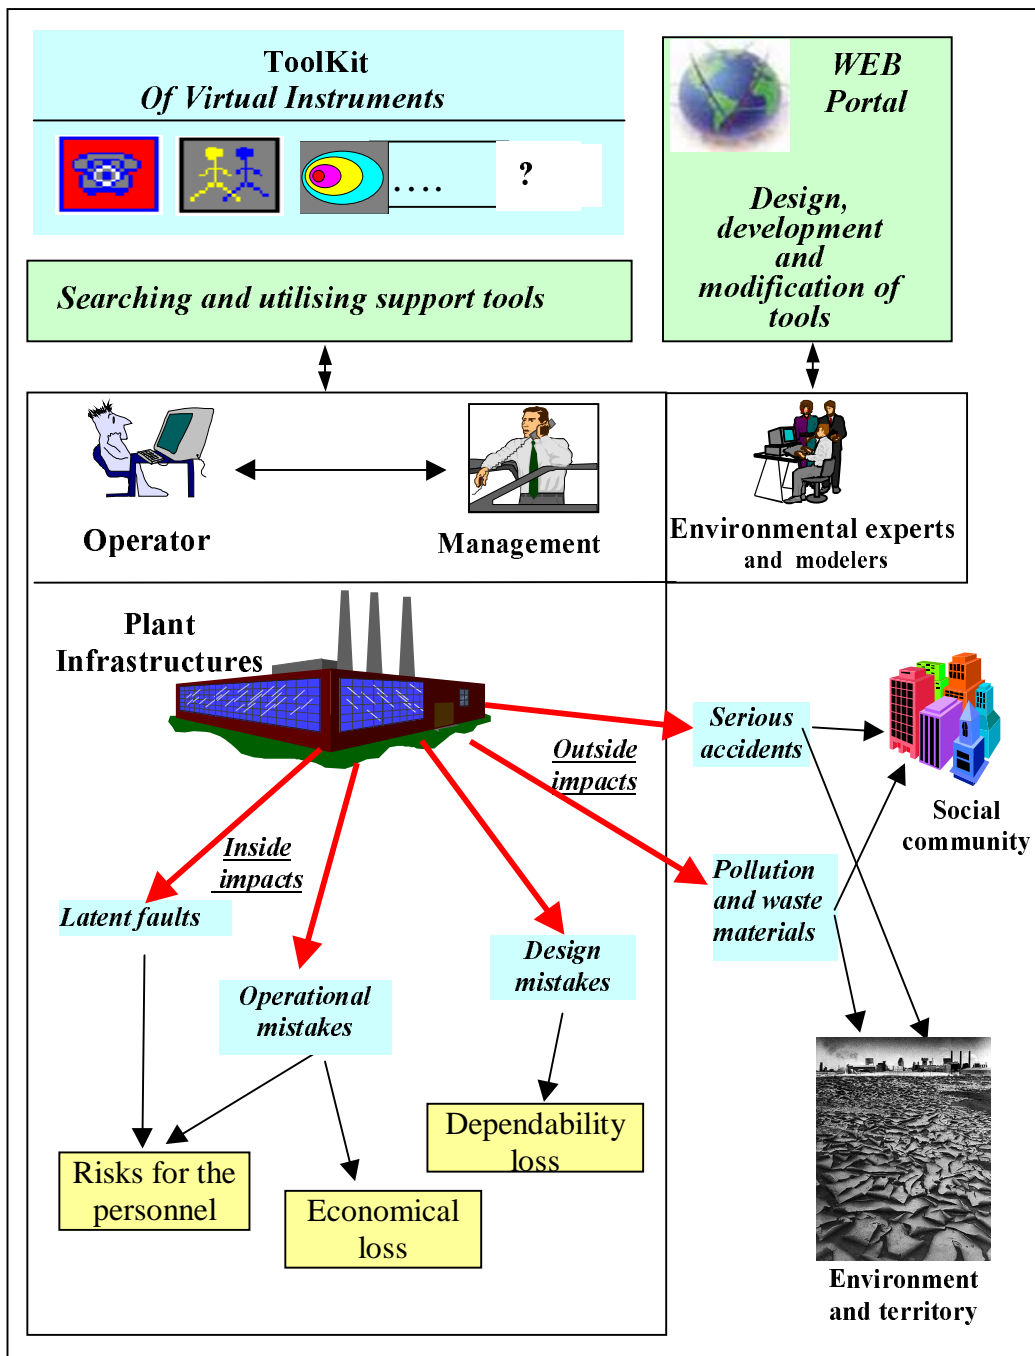 ToolKit
Of Virtual Instruments
....
?
WEB
Portal
Design,
development
and
modification of
tools
Searching and utilising support tools
Operator
Management
Environmental experts
and modelers
Plant
Infrastructures
Outside
impacts
Serious
accidents
Social
community
Inside
impacts
Pollution
and waste
materials
Latent faults
Design
mistakes
Operational
mistakes
Dependability
loss
Risks for the
personnel
Economical
loss
Environment
and territory